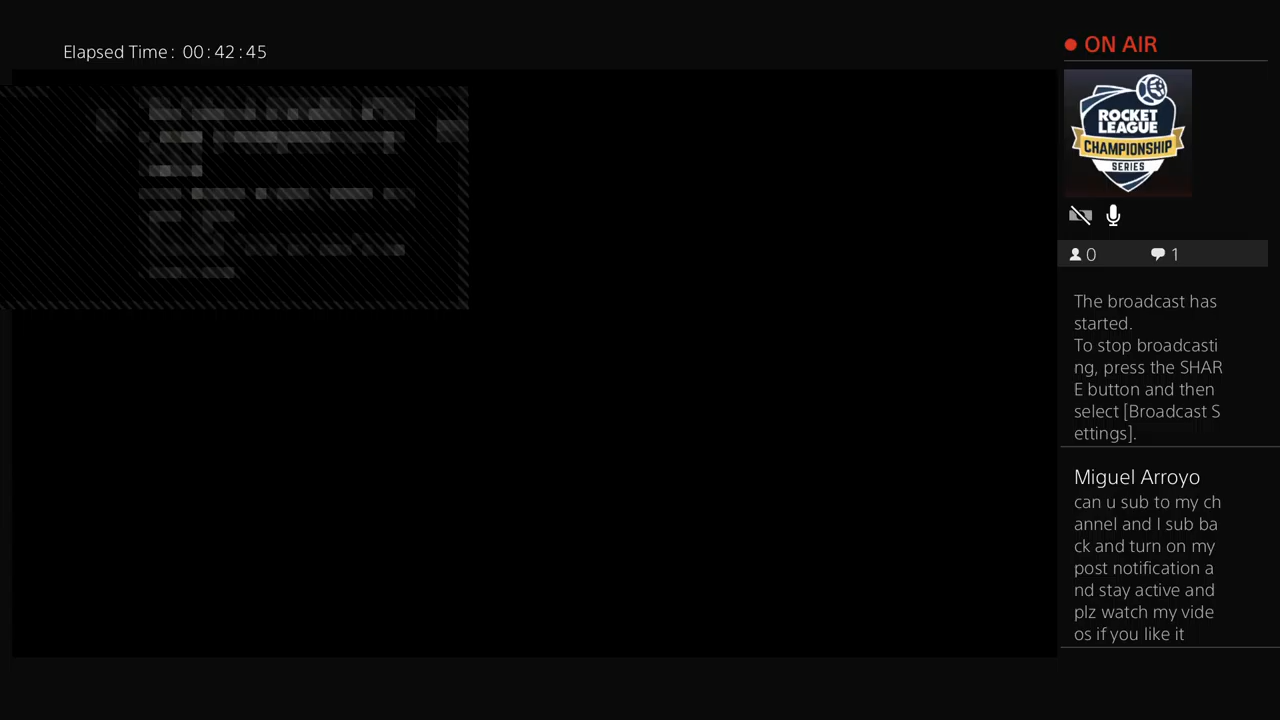 Elapsed Time: 00:42:45
ON AIR
ROCKET
LEAGUE
CHAMPIONSHIP
SERIES
0
1
The broadcast has
started.
To stop broadcasti
ng, press the SHAR
E button and then
select [Broadcast S
ettings].
Miguel Arroyo
can u sub to my ch
annel and I sub ba
ck and turn on my
post notification a
nd stay active and
plz watch my vide
os if you like it